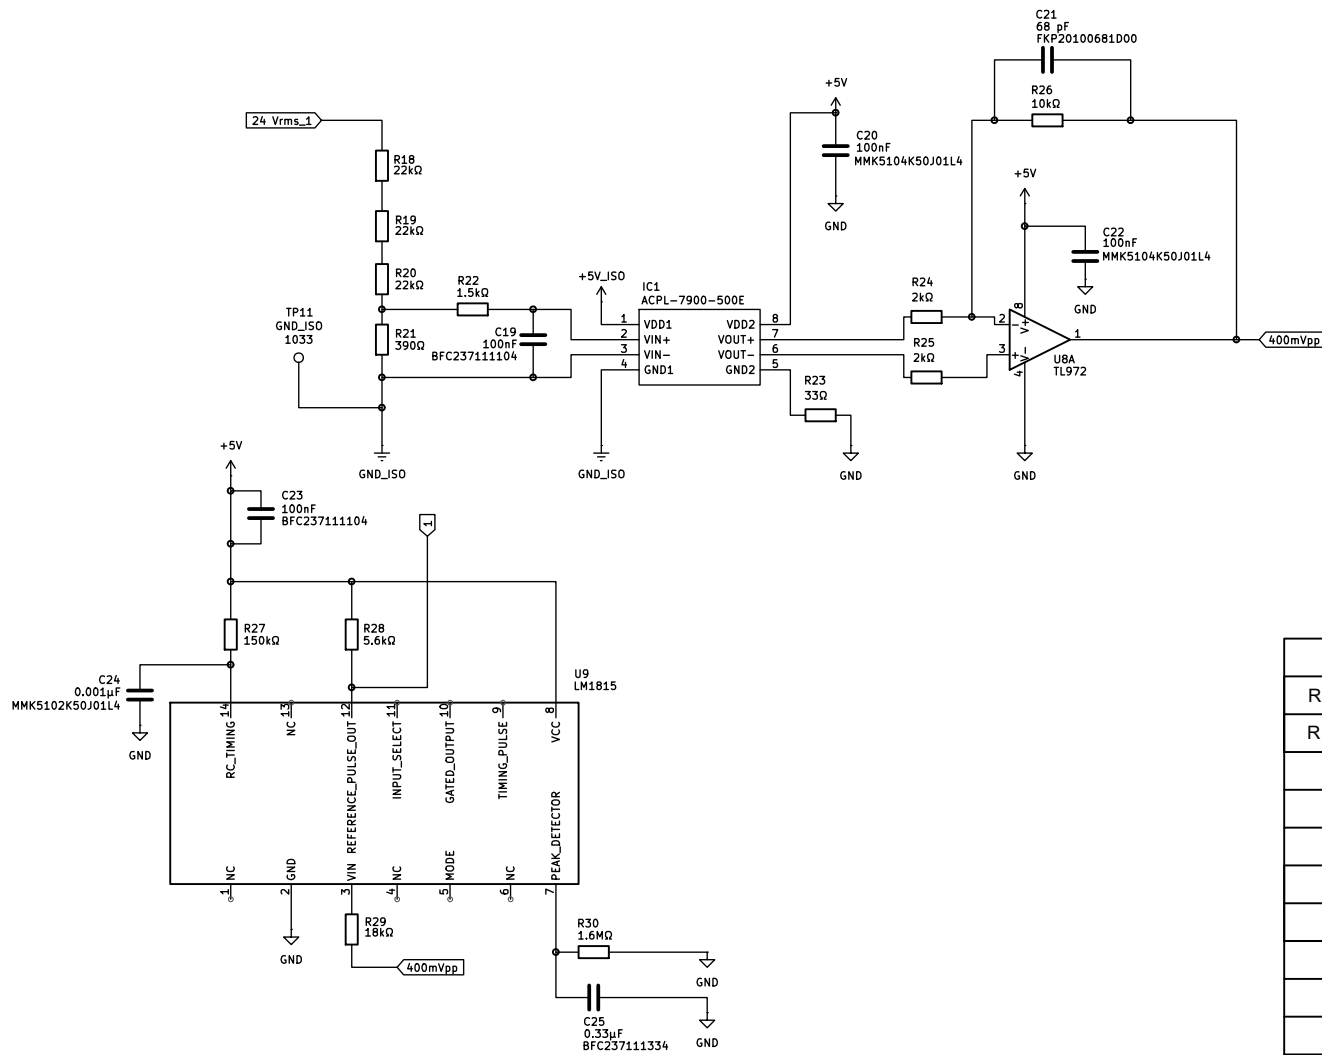 C21
68 pF
FKP20100681D00
R26
10kΩ
+5V
24 Vrms_1
C20
100nF
MMK5104K50J01L4
GND
R18
22kΩ
R19
22kΩ
R20
22kΩ
R21
390Ω
TP11
GND_ISO
1033
R22
1.5kΩ
C19
100nF
BFC237111104
+5V_ISO
IC1
ACPL-7900-500E
1 VDD1
2 VIN+
3 VIN-
4 GND1
VDD2 8
VOUT+ 7
VOUT- 6
GND2 5
R23
33Ω
GND
R24
2kΩ
R25
2kΩ
+5V
C22
100nF
MMK5104K50J01L4
GND
8
V+
2 -
3 +
V-
4
1
U8A
TL972
400mVpp
GND
GND_ISO
GND_ISO
+5V
C23
100nF
BFC237111104
1
R27
150kΩ
R28
5.6kΩ
C24
0.001μF
MMK5102K50J01L4
GND
U9
LM1815
14 RC_TIMING
13 NC
12 REFERENCE_PULSE_OUT
11 INPUT_SELECT
10 GATED_OUTPUT
9 TIMING_PULSE
8 VCC
1 NC
2 GND
3 VIN
4 NC
5 MODE
6 NC
7 PEAK_DETECTOR
GND
R29
18kΩ
400mVpp
R30
1.6MΩ
GND
C25
0.33μF
BFC237111334
GND
R
R